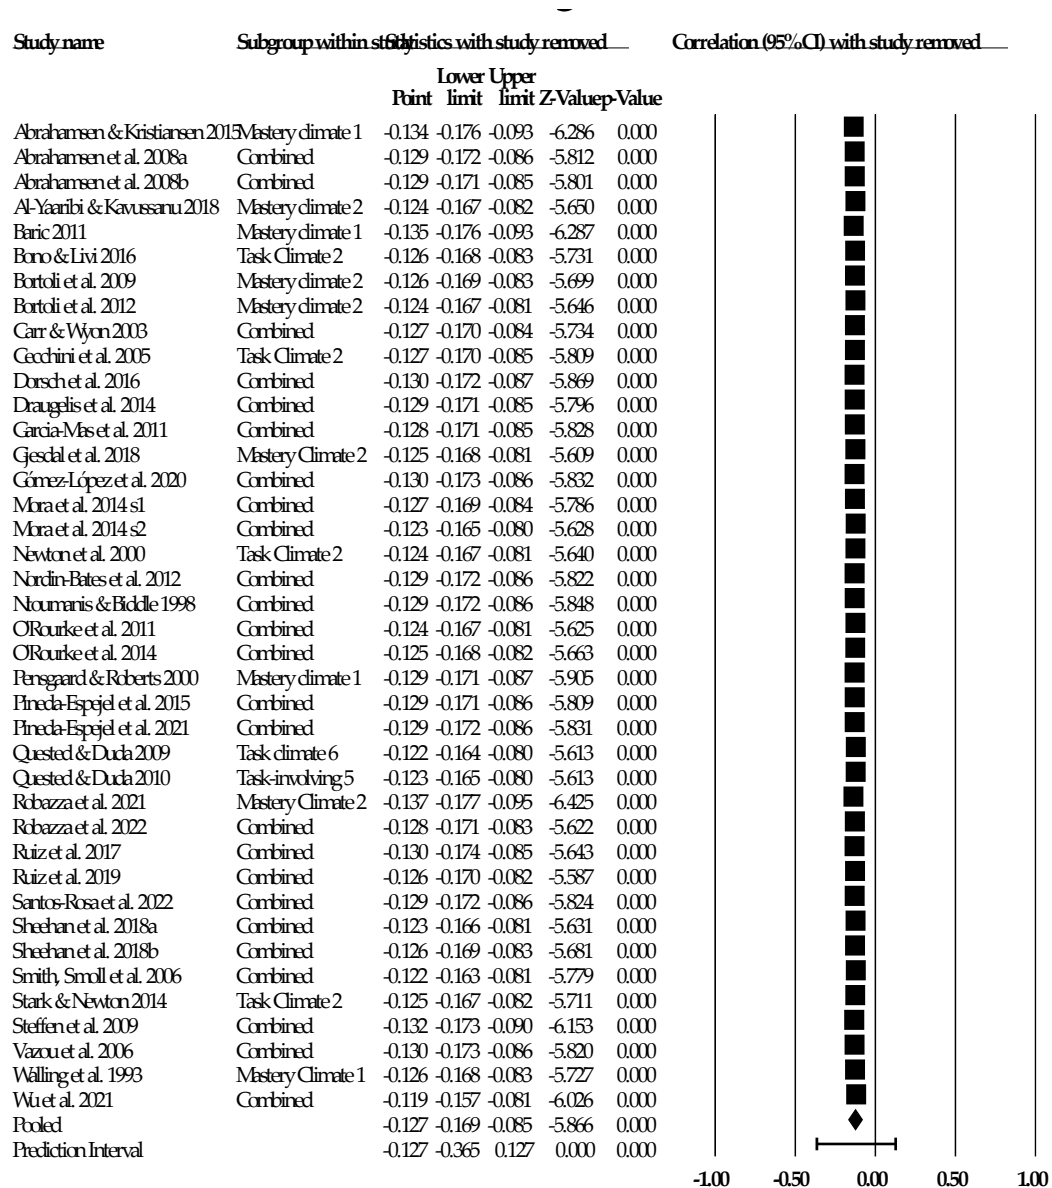 Study name Subgroup within study Statistics with study removed Correlation (95% CI) with study removed
Lower Upper
Point limit limit Z-Value p-Value
Abrahamsen & Kristiansen 2015 Mastery climate 1 -0.134 -0.176 -0.093 -6.286 0.000
Abrahamsen et al. 2008a Combined -0.129 -0.172 -0.086 -5.812 0.000
Abrahamsen et al. 2008b Combined -0.129 -0.171 -0.085 -5.801 0.000
Al-Yaaribi & Kavussanu 2018 Mastery climate 2 -0.124 -0.167 -0.082 -5.650 0.000
Baric 2011 Mastery climate 1 -0.135 -0.176 -0.093 -6.287 0.000
Bono & Livi 2016 Task Climate 2 -0.126 -0.168 -0.083 -5.731 0.000
Bortoli et al. 2009 Mastery climate 2 -0.126 -0.169 -0.083 -5.699 0.000
Bortoli et al. 2012 Mastery climate 2 -0.124 -0.167 -0.081 -5.646 0.000
Carr & Wyon 2003 Combined -0.127 -0.170 -0.084 -5.734 0.000
Cecchini et al. 2005 Task Climate 2 -0.127 -0.170 -0.085 -5.809 0.000
Dorsch et al. 2016 Combined -0.130 -0.172 -0.087 -5.869 0.000
Draugelis et al. 2014 Combined -0.129 -0.171 -0.085 -5.796 0.000
Garcia-Mas et al. 2011 Combined -0.128 -0.171 -0.085 -5.828 0.000
Gjesdal et al. 2018 Mastery Climate 2 -0.125 -0.168 -0.081 -5.609 0.000
Gómez-López et al. 2020 Combined -0.130 -0.173 -0.086 -5.832 0.000
Mora et al. 2014 s1 Combined -0.127 -0.169 -0.084 -5.786 0.000
Mora et al. 2014 s2 Combined -0.123 -0.165 -0.080 -5.628 0.000
Newton et al. 2000 Task Climate 2 -0.124 -0.167 -0.081 -5.640 0.000
Nordin-Bates et al. 2012 Combined -0.129 -0.172 -0.086 -5.822 0.000
Ntoumanis & Biddle 1998 Combined -0.129 -0.172 -0.086 -5.848 0.000
O'Rourke et al. 2011 Combined -0.124 -0.167 -0.081 -5.625 0.000
O'Rourke et al. 2014 Combined -0.125 -0.168 -0.082 -5.663 0.000
Pensgaard & Roberts 2000 Mastery climate 1 -0.129 -0.171 -0.087 -5.905 0.000
Pineda-Espejel et al. 2015 Combined -0.129 -0.171 -0.086 -5.809 0.000
Pineda-Espejel et al. 2021 Combined -0.129 -0.172 -0.086 -5.831 0.000
Quested & Duda 2009 Task climate 6 -0.122 -0.164 -0.080 -5.613 0.000
Quested & Duda 2010 Task-involving 5 -0.123 -0.165 -0.080 -5.613 0.000
Robazza et al. 2021 Mastery Climate 2 -0.137 -0.177 -0.095 -6.425 0.000
Robazza et al. 2022 Combined -0.128 -0.171 -0.083 -5.622 0.000
Ruiz et al. 2017 Combined -0.130 -0.174 -0.085 -5.643 0.000
Ruiz et al. 2019 Combined -0.126 -0.170 -0.082 -5.587 0.000
Santos-Rosa et al. 2022 Combined -0.129 -0.172 -0.086 -5.824 0.000
Sheehan et al. 2018a Combined -0.123 -0.166 -0.081 -5.631 0.000
Sheehan et al. 2018b Combined -0.126 -0.169 -0.083 -5.681 0.000
Smith, Smoll et al. 2006 Combined -0.122 -0.163 -0.081 -5.779 0.000
Stark & Newton 2014 Task Climate 2 -0.125 -0.167 -0.082 -5.711 0.000
Steffen et al. 2009 Combined -0.132 -0.173 -0.090 -6.153 0.000
Vazou et al. 2006 Combined -0.130 -0.173 -0.086 -5.820 0.000
Walling et al. 1993 Mastery Climate 1 -0.126 -0.168 -0.083 -5.727 0.000
Wu et al. 2021 Combined -0.119 -0.157 -0.081 -6.026 0.000
Pooled -0.127 -0.169 -0.085 -5.866 0.000
Prediction Interval -0.127 -0.365 0.127 0.000 0.000
-1.00 -0.50 0.00 0.50 1.00